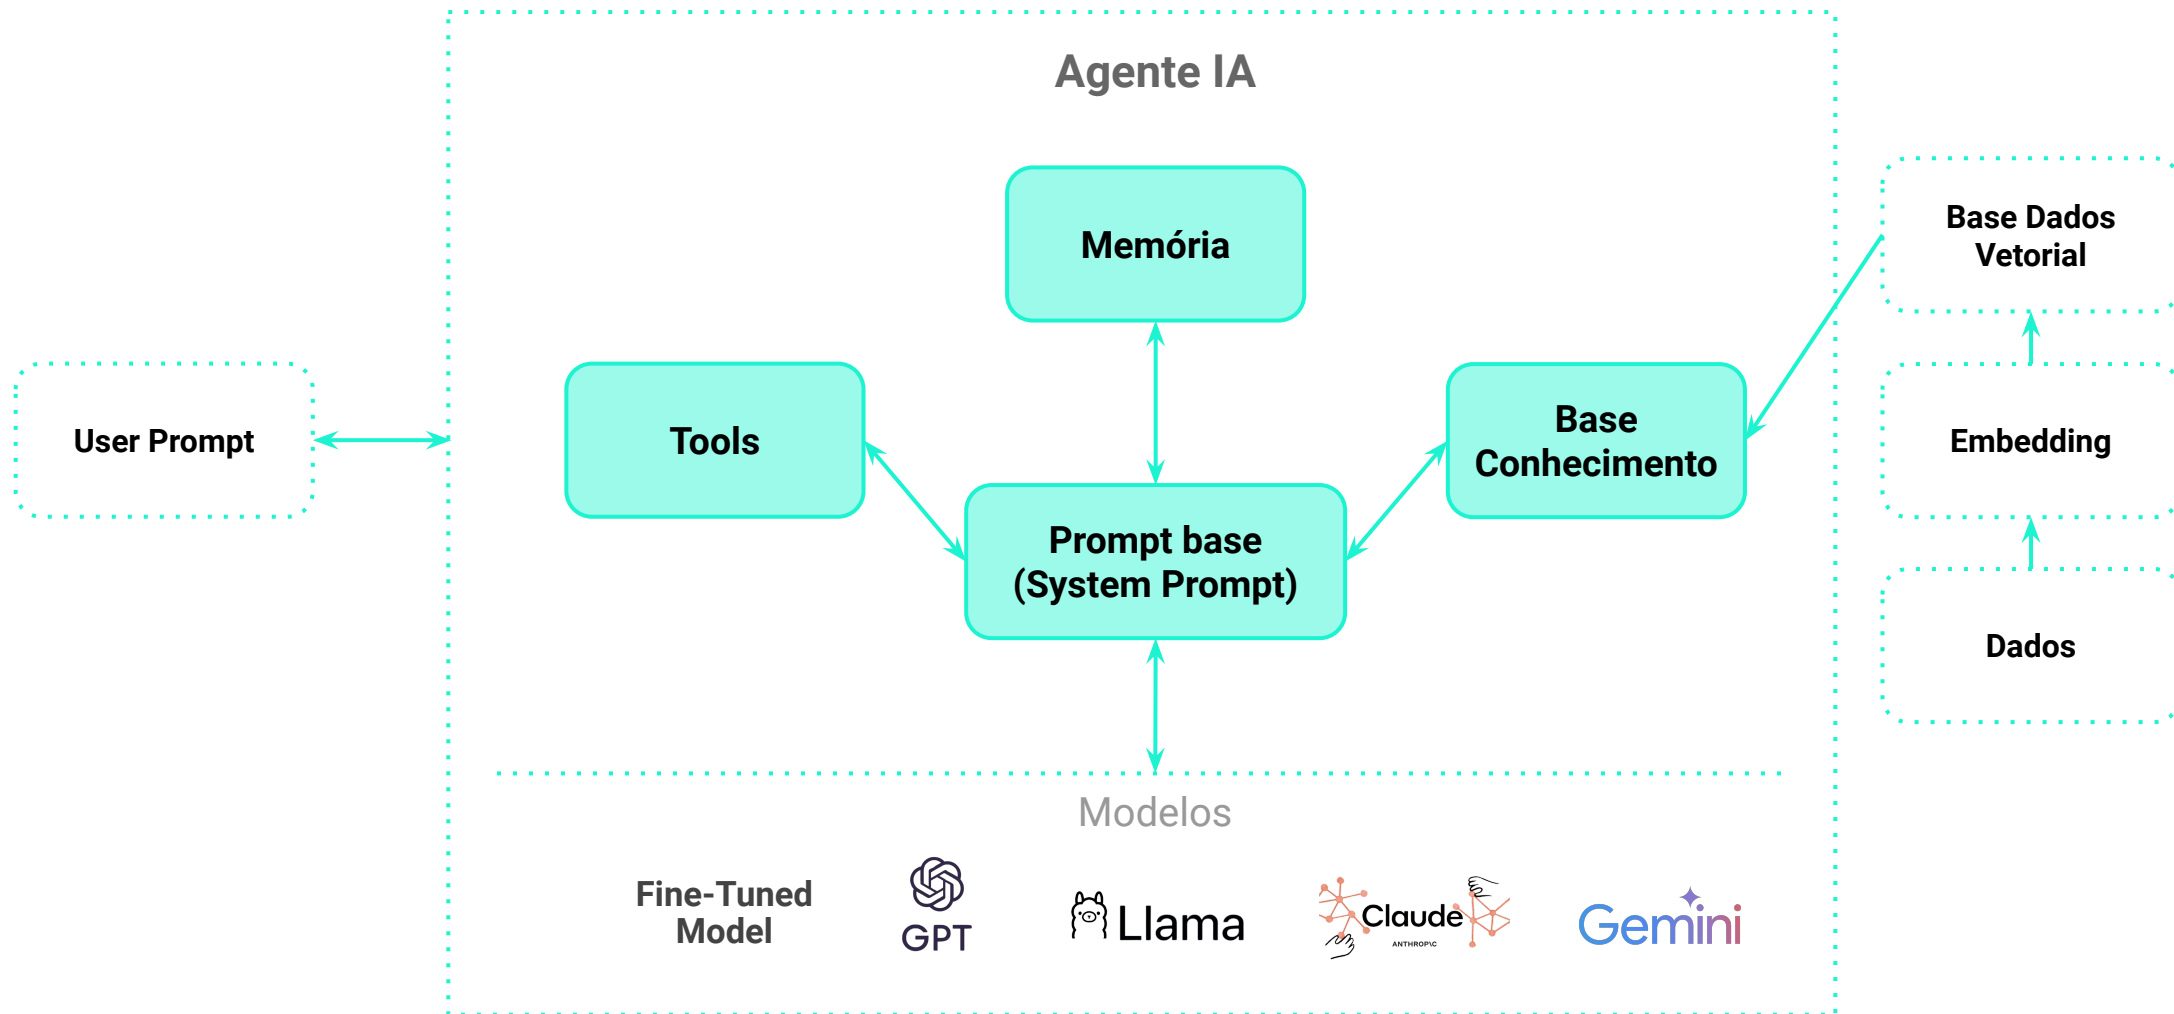 Agente IA
Memória
Base Dados
Vetorial
User Prompt
Tools
Base
Conhecimento
Embedding
Prompt base
(System Prompt)
Dados
Modelos
Fine-Tuned
Model
GPT
Llama
Claude
ANTHROP\C
Gemini